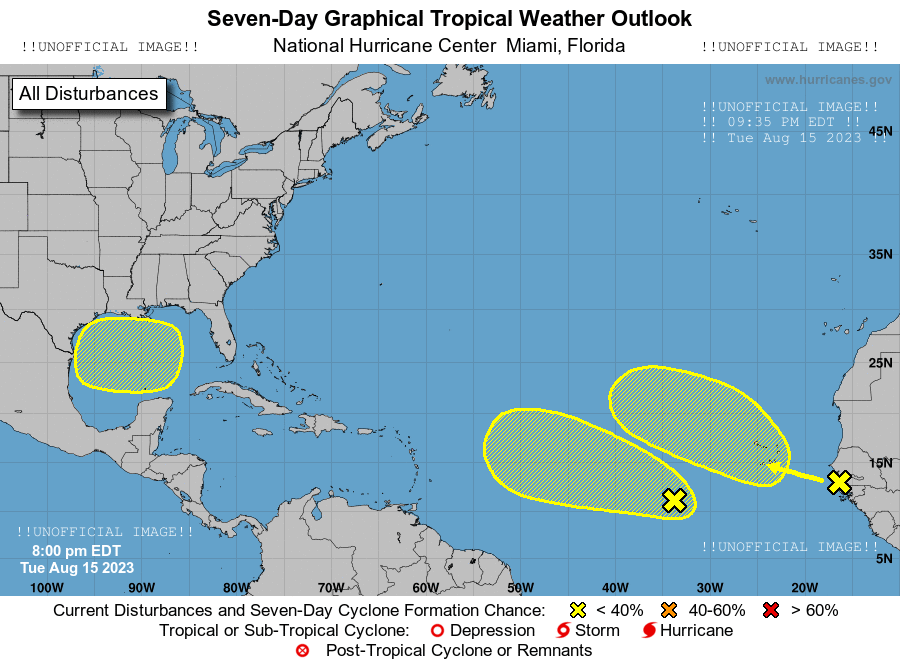 Seven-Day Graphical Tropical Weather Outlook
!!UNOFFICIAL IMAGE!! National Hurricane Center Miami, Florida !!UNOFFICIAL IMAGE!!
All Disturbances
www.hurricanes.gov
!!UNOFFICIAL IMAGE!!
!! 09:35 PM EDT !!
!! Tue Aug 15 2023 !!
45N
35N
25N
15N
5N
!!UNOFFICIAL IMAGE!!
8:00 pm EDT
Tue Aug 15 2023
!!UNOFFICIAL IMAGE!!
100W 90W 80W 70W 60W 50W 40W 30W 20W
Current Disturbances and Seven-Day Cyclone Formation Chance: < 40% 40-60% > 60%
Tropical or Sub-Tropical Cyclone: Depression Storm Hurricane
Post-Tropical Cyclone or Remnants